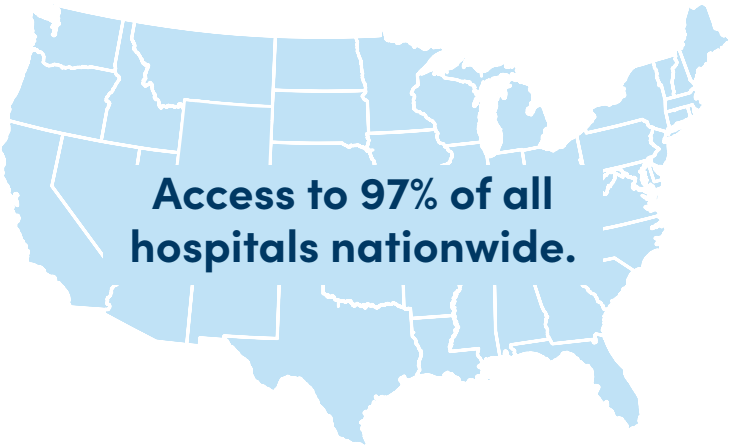 Access to 97% of all
hospitals nationwide.